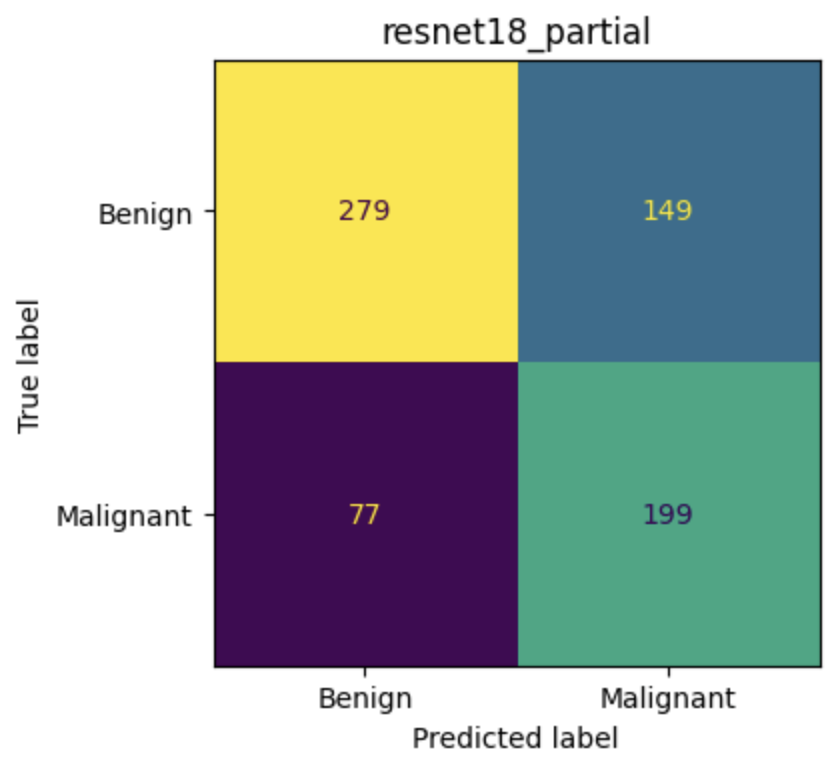 resnet18_partial
Benign
279
149
True label
Malignant
77
199
Benign
Malignant
Predicted label